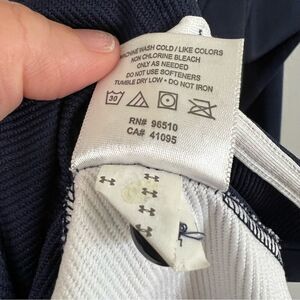 MACHINE WASH COLD / LIKE COLORS
NON CHLORINE BLEACH
ONLY AS NEEDED
DO NOT USE SOFTENERS
TUMBLE DRY LOW • DO NOT IRON
30
RN# 96510
CA# 41095